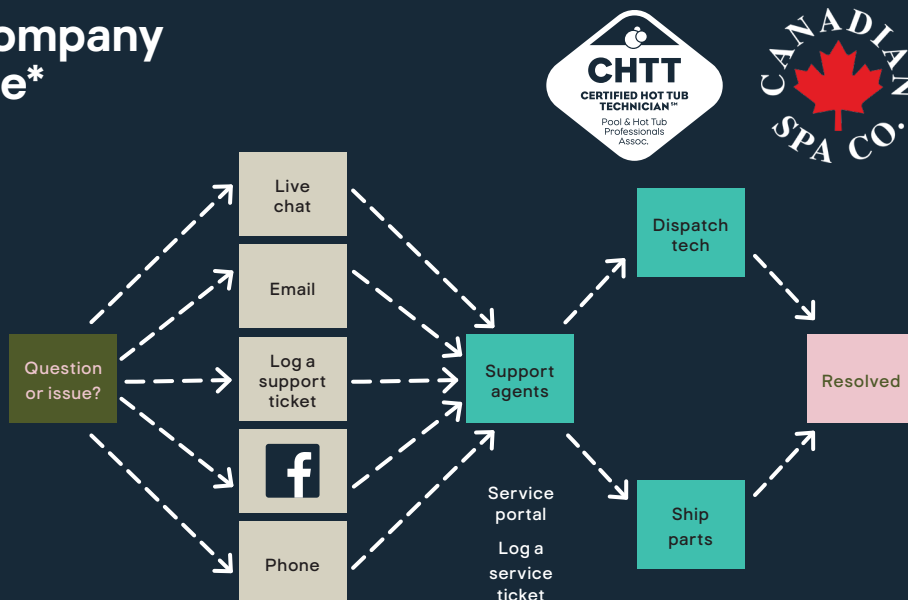 ompany
e*
CHTT
CERTIFIED HOT TUB
TECHNICIAN℠
Pool & Hot Tub
Professionals
Assoc.
CANADIAN
SPA CO.
Live
chat
Email
Log a
support
ticket
Phone
Question
or issue?
Support
agents
Service
portal
Log a
service
ticket
Dispatch
tech
Ship
parts
Resolved